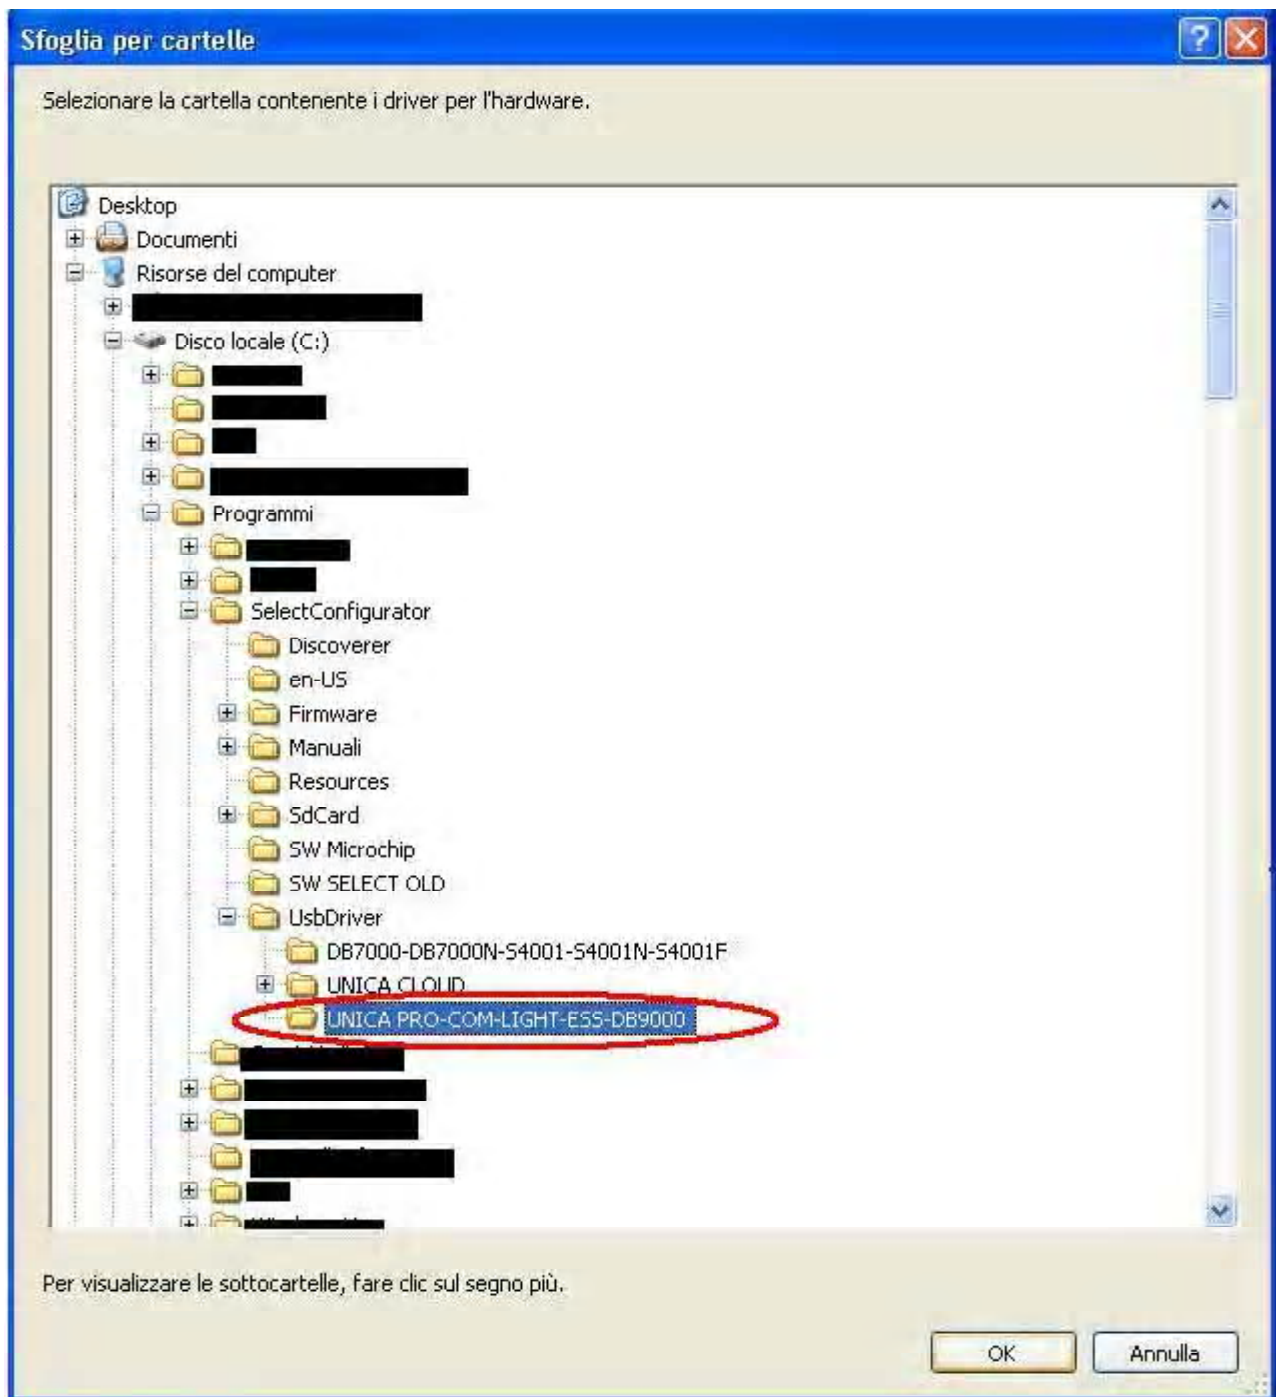 Sfoglia per cartelle
Selezionare la cartella contenente i driver per l'hardware.
Desktop
Documenti
Risorse del computer
Disco locale (C:)
Programmi
SelectConfigurator
Discoverer
en-US
Firmware
Manuali
Resources
SdCard
SW Microchip
SW SELECT OLD
UsbDriver
DB7000-DB7000N-S4001-S4001N-S4001F
UNICA CLOUD
UNICA PRO-COM-LIGHT-ESS-DB9000
Per visualizzare le sottocartelle, fare clic sul segno più.
OK
Annulla